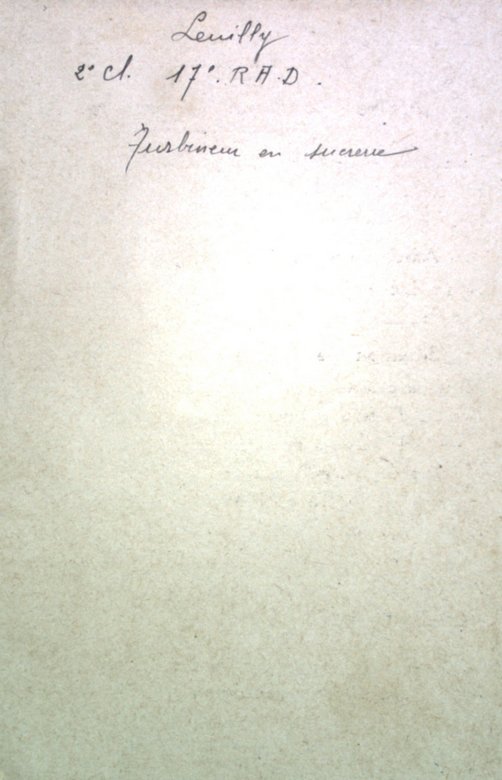 Leuilly
2e Cl. 17e. R A.D.
Turbineur en sucrerie